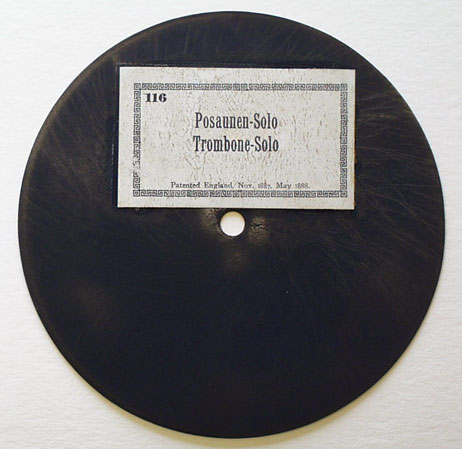 116
Posaunen-Solo
Trombone-Solo
Patented England, Nov. 1887. May 1888.